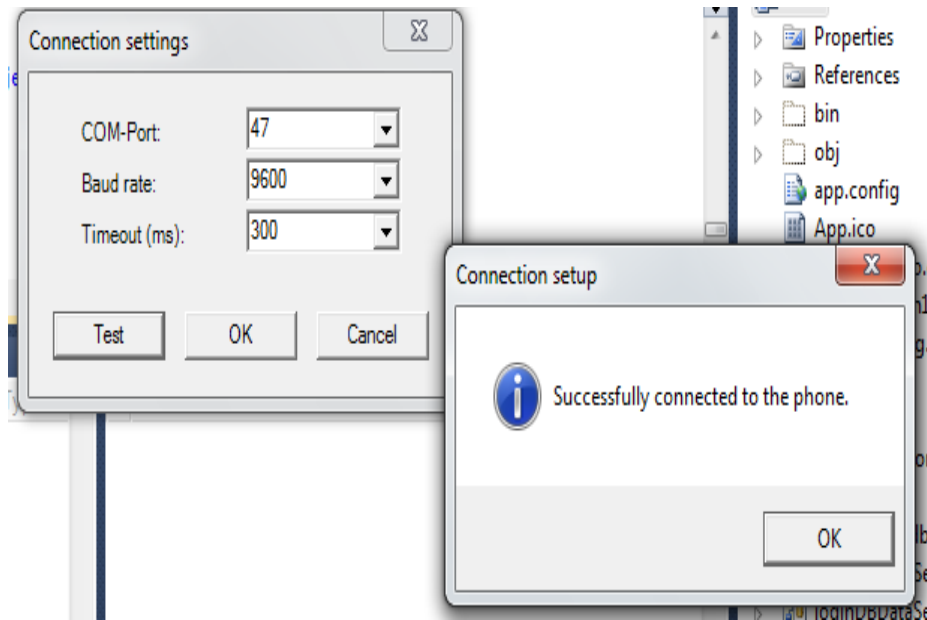 Connection settings
COM-Port:
47
Baud rate:
9600
Timeout (ms):
300
Test
OK
Cancel
Connection setup
Successfully connected to the phone.
OK
Properties
References
bin
obj
app.config
App.ico